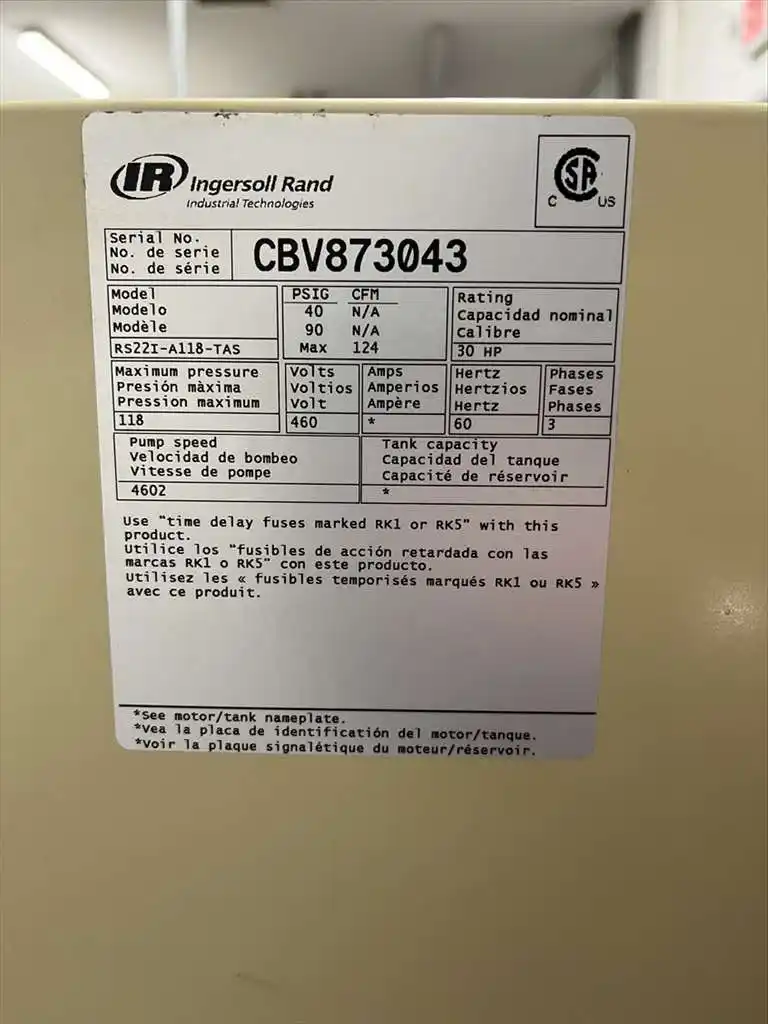 IR Ingersoll Rand
Industrial Technologies
C SA US
Serial No.
No. de serie
No. de série
CBV873043
Model
Modelo
Modèle
RS22I-A118-TAS
PSIG CFM
40 N/A
90 N/A
Max 124
Rating
Capacidad nominal
Calibre
30 HP
Maximum pressure
Presión màxima
Pression maximum
118
Volts
Voltios
Volt
460
Amps
Amperios
Ampère
*
Hertz
Hertzios
Hertz
60
Phases
Fases
Phases
3
Pump speed
Velocidad de bombeo
Vitesse de pompe
4602
Tank capacity
Capacidad del tanque
Capacité de réservoir
*
Use "time delay fuses marked RK1 or RK5" with this
product.
Utilice los "fusibles de acción retardada con las
marcas RK1 o RK5" con este producto.
Utilisez les « fusibles temporisés marqués RK1 ou RK5 »
avec ce produit.
*See motor/tank nameplate.
*Vea la placa de identificación del motor/tanque.
*Voir la plaque signalétique du moteur/réservoir.